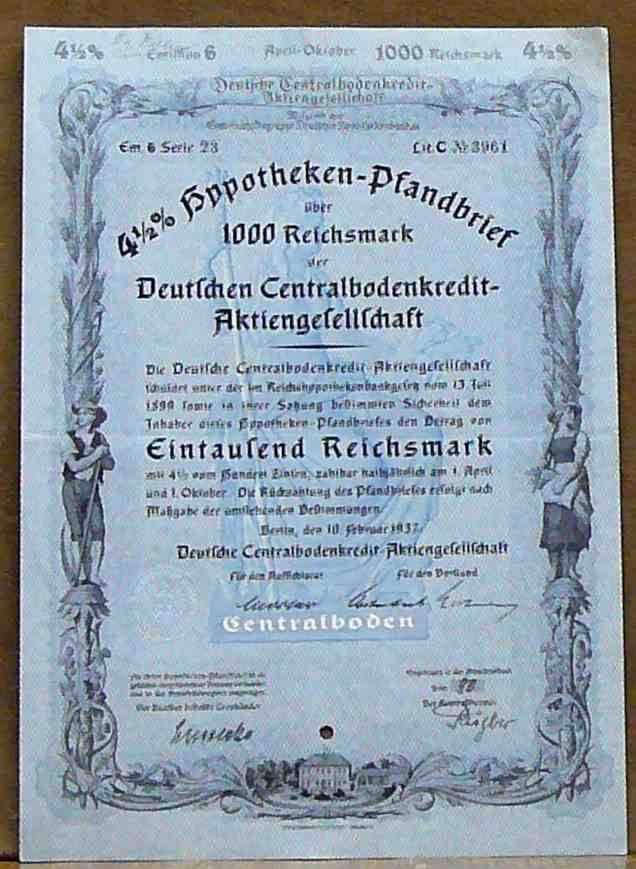 4½% Emission 6 April-Oktober 1000 Reichsmark 4½%
Deutsche Centralbodenkredit-
Aktiengesellschaft
Em. 6 Serie 23 Lit. C № 3961
4½% Hypotheken-Pfandbrief
über
1000 Reichsmark
der
Deutschen Centralbodenkredit-
Aktiengesellschaft
Die Deutsche Centralbodenkredit-Aktiengesellschaft
schuldet unter der im Reichshypothekenbankgesetz vom 13. Juli
1899 sowie in ihrer Satzung bestimmten Sicherheit dem
Inhaber dieses Hypotheken-Pfandbriefes den Betrag von
Eintausend Reichsmark
mit 4½ vom Hundert Zinsen, zahlbar halbjährlich am 1. April
und 1. Oktober. Die Rückzahlung des Pfandbriefes erfolgt nach
Maßgabe der umstehenden Bestimmungen.
Berlin, den 10. Februar 1937
Deutsche Centralbodenkredit-Aktiengesellschaft
Für den Aufsichtsrat Für den Vorstand
Centralboden